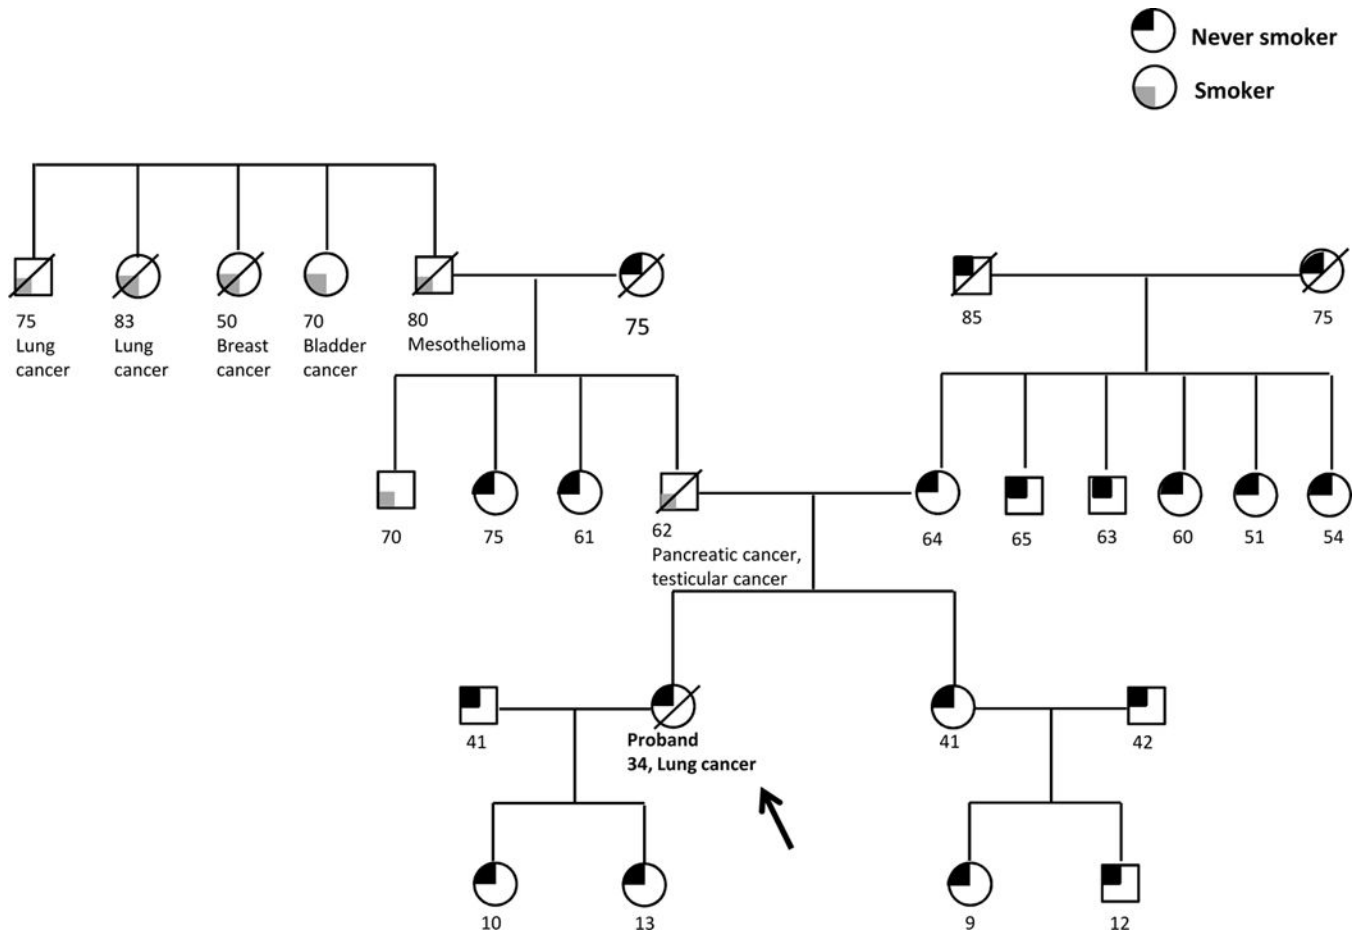 Never smoker
Smoker
75
Lung
cancer
83
Lung
cancer
50
Breast
cancer
70
Bladder
cancer
80
Mesothelioma
75
85
75
70
75
61
62
Pancreatic cancer,
testicular cancer
64
65
63
60
51
54
41
Proband
34, Lung cancer
41
42
10
13
9
12